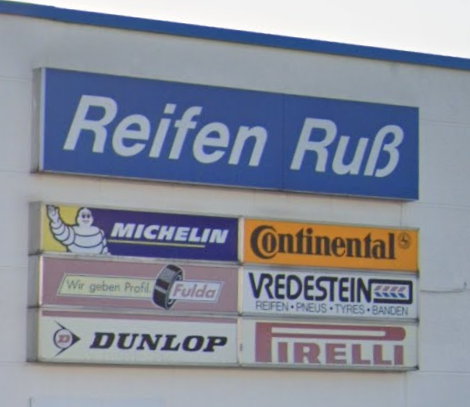 Reifen Ruß
MICHELIN
Continental
Wir geben Profil. Fulda
VREDESTEIN
REIFEN • PNEUS • TYRES • BANDEN
DUNLOP
PIRELLI